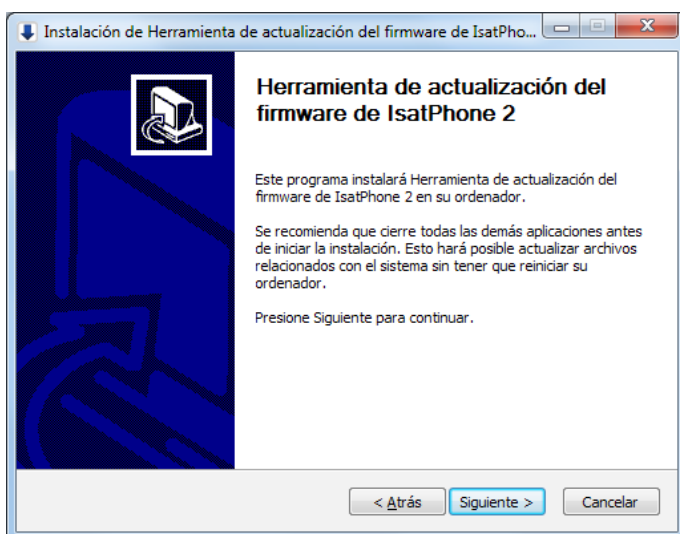 Instalación de Herramienta de actualización del firmware de IsatPho...
Herramienta de actualización del
firmware de IsatPhone 2
Este programa instalará Herramienta de actualización del
firmware de IsatPhone 2 en su ordenador.
Se recomienda que cierre todas las demás aplicaciones antes
de iniciar la instalación. Esto hará posible actualizar archivos
relacionados con el sistema sin tener que reiniciar su
ordenador.
Presione Siguiente para continuar.
< Atrás Siguiente > Cancelar